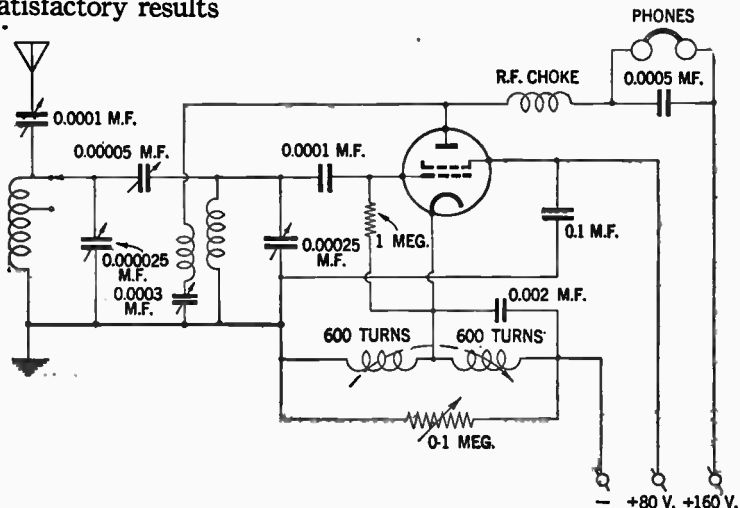 atisfactory results
PHONES
R.F. CHOKE
0.0005 MF.
0.0001 M.F.
0.00005 M.F.
0.0001 M.F.
0.000025
M.F.
0.0003
M.F.
0.00025
M.F.
1 MEG.
0.1 M.F.
0.002 M.F.
600 TURNS
600 TURNS
0.1 MEG.
— +80 V. +160 V.